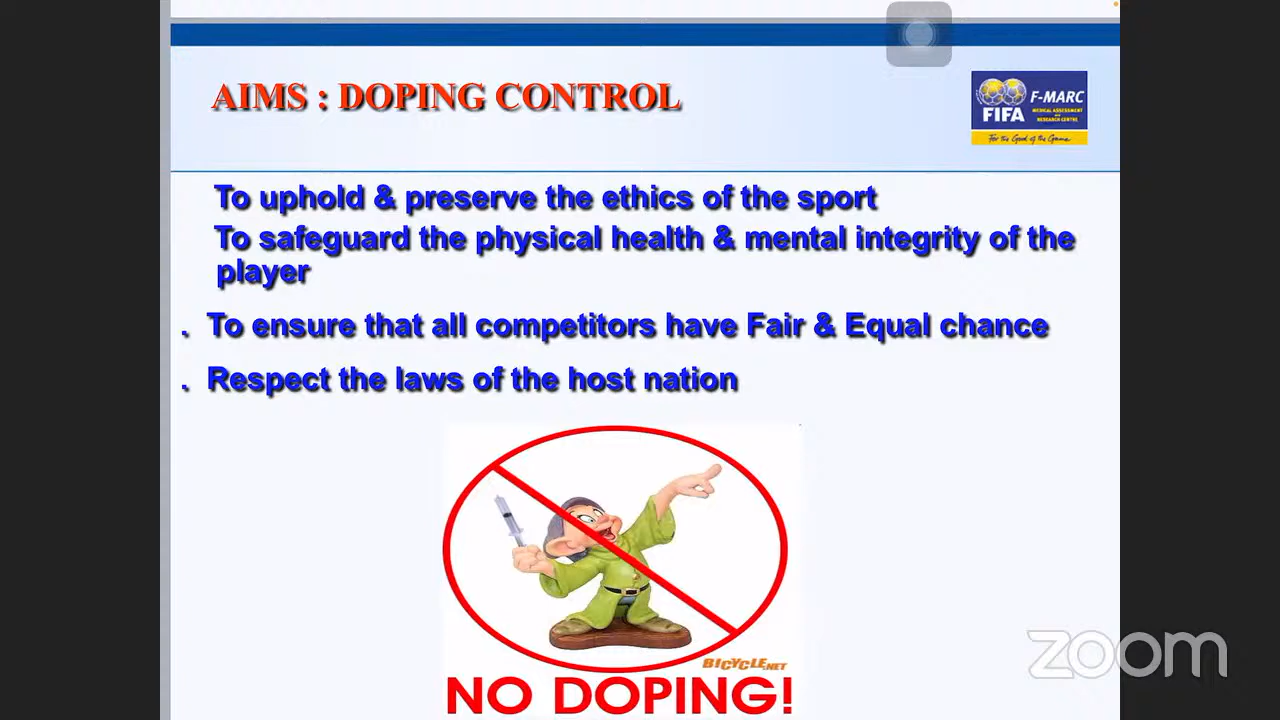 AIMS : DOPING CONTROL
FIFA
F-MARC
MEDICAL ASSESSMENT
and
RESEARCH CENTRE
For the Good of the Game
To uphold & preserve the ethics of the sport
To safeguard the physical health & mental integrity of the
player
. To ensure that all competitors have Fair & Equal chance
. Respect the laws of the host nation
BICYCLE.NET
NO DOPING!
zoom